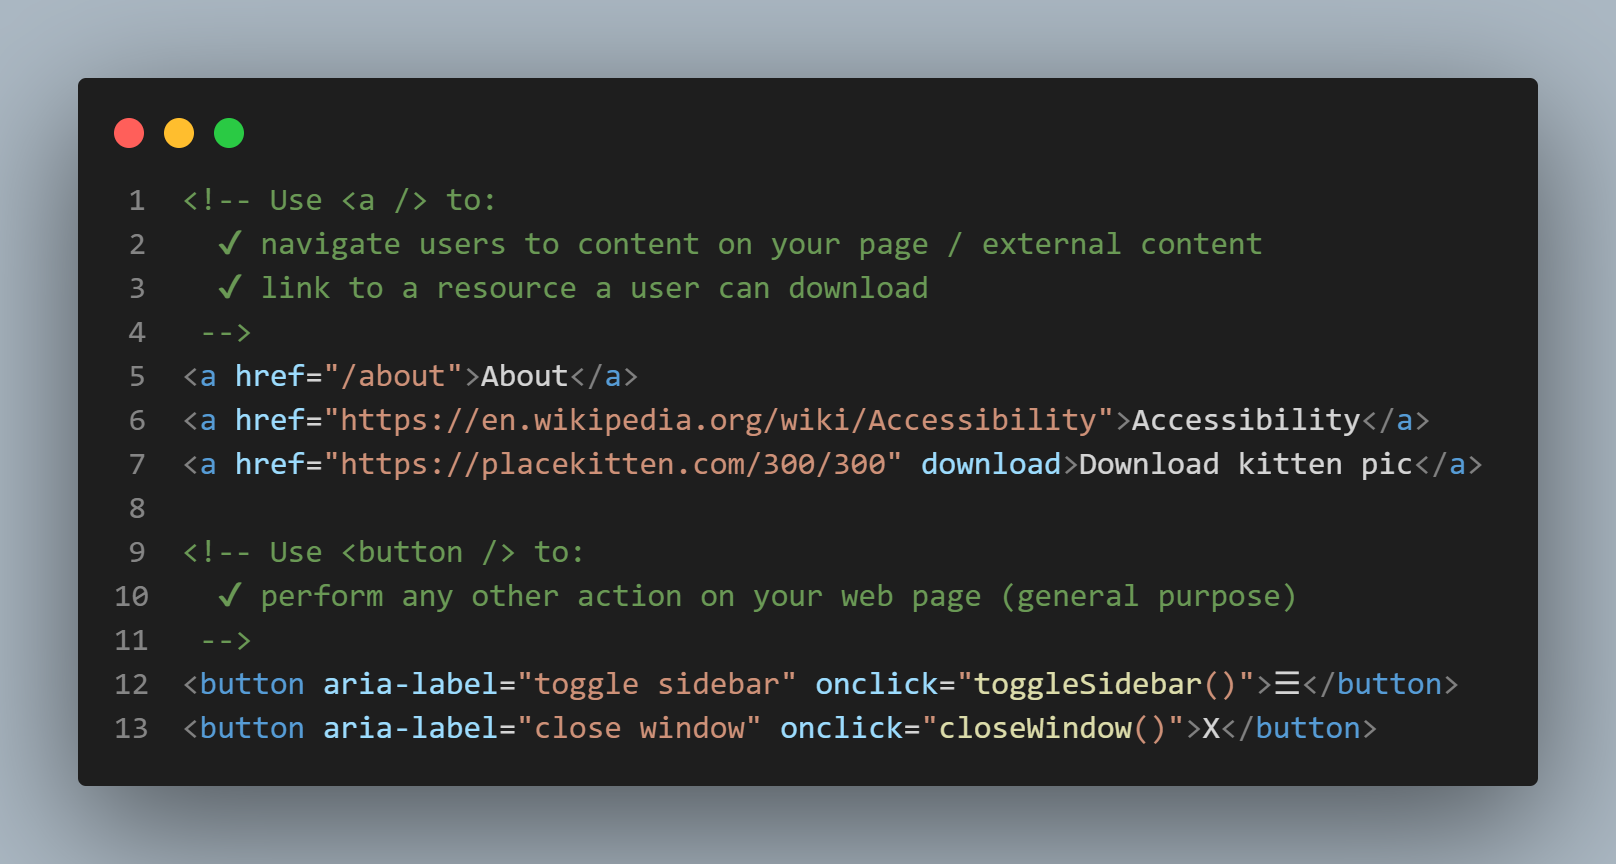 1 <!-- Use <a /> to:
2   ✔ navigate users to content on your page / external content
3   ✔ link to a resource a user can download
4  -->
5 <a href="/about">About</a>
6 <a href="https://en.wikipedia.org/wiki/Accessibility">Accessibility</a>
7 <a href="https://placekitten.com/300/300" download>Download kitten pic</a>
8
9 <!-- Use <button /> to:
10   ✔ perform any other action on your web page (general purpose)
11  -->
12 <button aria-label="toggle sidebar" onclick="toggleSidebar()">☰</button>
13 <button aria-label="close window" onclick="closeWindow()">X</button>